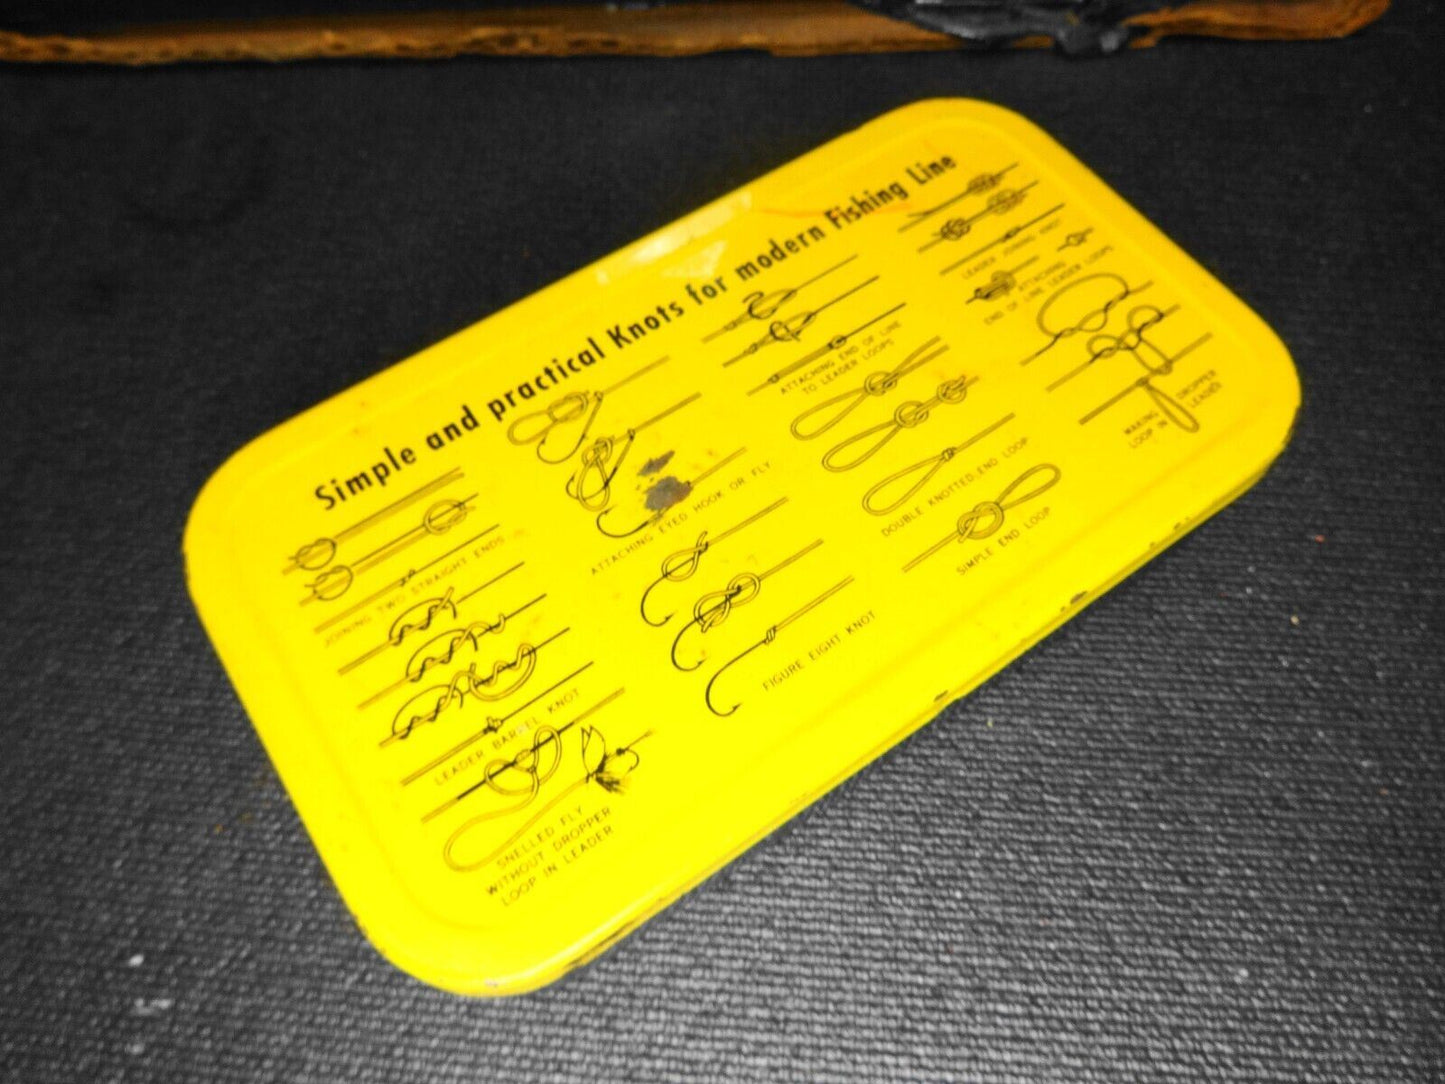 Simple and practical Knots for modern Fishing Line
JOINING TWO STRAIGHT ENDS
LEADER BARREL KNOT
SNELLED FLY
WITHOUT DROPPER
LOOP IN LEADER
ATTACHING EYED HOOK OR FLY
FIGURE EIGHT KNOT
ATTACHING END OF LINE
TO LEADER LOOPS
DOUBLE KNOTTED END LOOP
SIMPLE END LOOP
LEADER JOINING KNOT
ATTACHING
END OF LINE LEADER LOOPS
MAKING DROPPER
LOOP IN LEADER